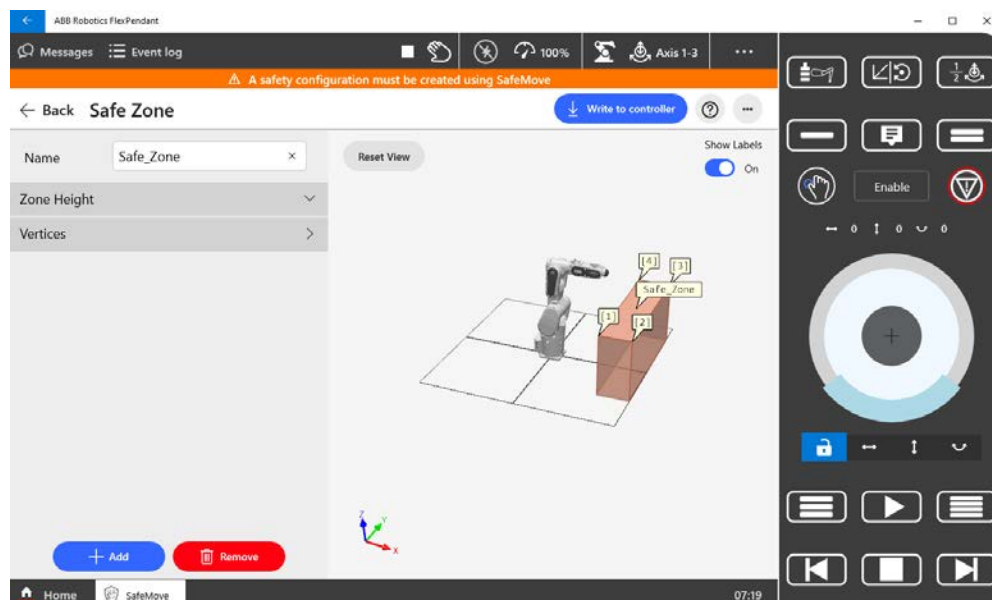 ABB Robotics FlexPendant
Messages Event log 100% Axis 1-3 ...
A safety configuration must be created using SafeMove
Back Safe Zone Write to controller ? ...
Name Safe_Zone × Reset View Show Labels
On
Zone Height
Vertices
[4] [3]
Safe_Zone
[1] [2]
Z Y
X
+ Add Remove
Home SafeMove 07:19
1
2
Enable
0 0 0